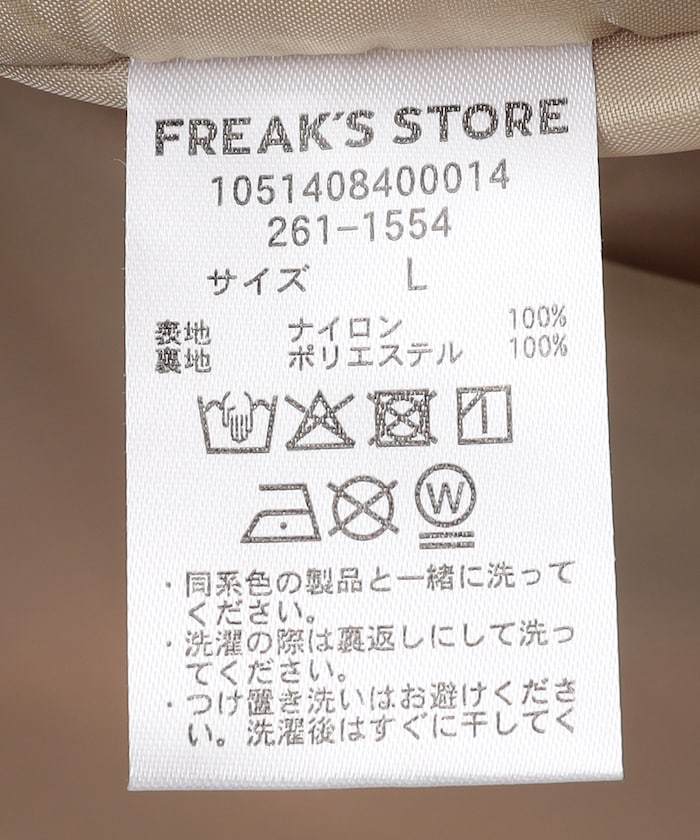 FREAK'S STORE
1051408400014
261-1554
サイズ L
表地 ナイロン 100%
裏地 ポリエステル 100%
W
・同系色の製品と一緒に洗って
ください。
・洗濯の際は裏返しにして洗っ
てください。
・つけ置き洗いはお避けくださ
い。洗濯後はすぐに干してく